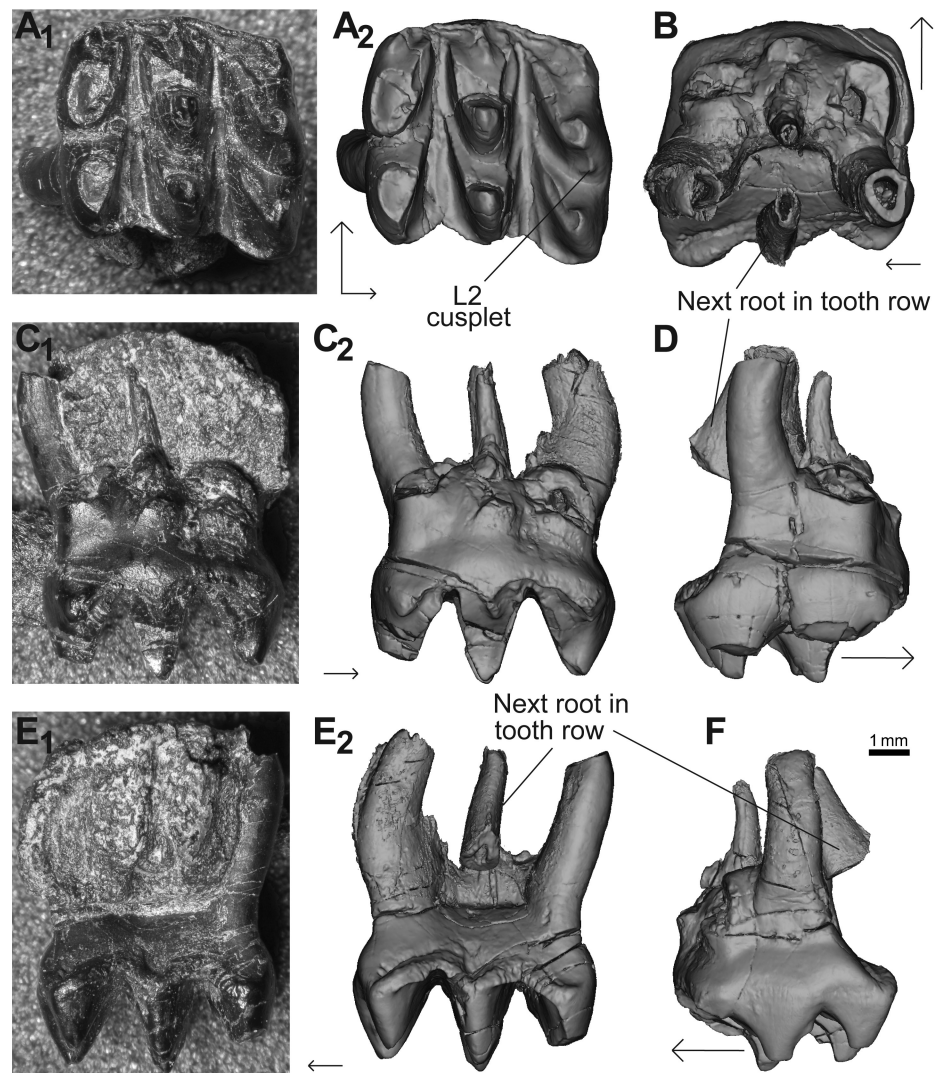 A1
A2
B
L2
cusplet
Next root in tooth row
C1
C2
D
Next root in
tooth row
E1
E2
F
1 mm